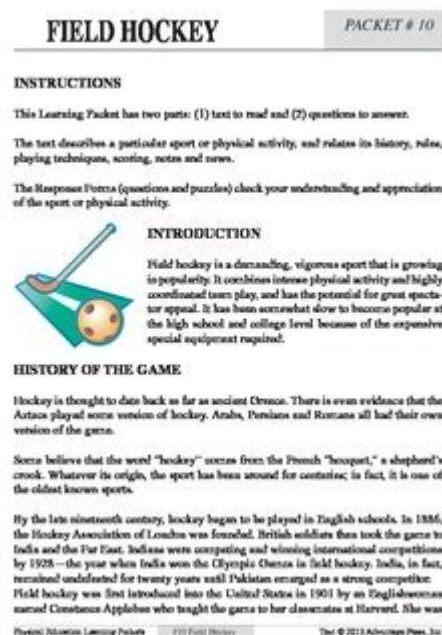 FIELD HOCKEY
PACKET # 10
INSTRUCTIONS
This Learning Packet has two parts: (1) text to read and (2) questions to answer.
The text describes a particular sport or physical activity, and relates its history, rules,
playing techniques, scoring, notes and news.
The Response Forms (questions and puzzles) check your understanding and appreciation
of the sport or physical activity.
INTRODUCTION
Field hockey is a demanding, vigorous sport that is growing
in popularity. It combines intense physical activity and highly
coordinated team play, and has the potential for great specta-
tor appeal. It has been somewhat slow to become popular at
the high school and college level because of the expensive
special equipment required.
HISTORY OF THE GAME
Hockey is thought to date back as far as ancient Greece. There is even evidence that the
Aztecs played some version of hockey. Arabs, Persians and Romans all had their own
version of the game.
Some believe that the word "hockey" comes from the French "hocquet," a shepherd's
crook. Whatever its origin, the sport has been around for centuries; in fact, it is one of
the oldest known sports.
By the late nineteenth century, hockey began to be played in English schools. In 1886,
the Hockey Association of London was founded. British soldiers then took the game to
India and the Far East. Indians were competing and winning international competitions
by 1928—the year when India won the Olympic Games in field hockey. India, in fact,
remained undefeated for twenty years until Pakistan emerged as a strong competitor.
Field hockey was first introduced into the United States in 1901 by an Englishwoman
named Constance Applebee who taught the game to her classmates at Harvard. She was
Physical Education Learning Packets
#10 Field Hockey
Text © 2013 Advantage Press, Inc.